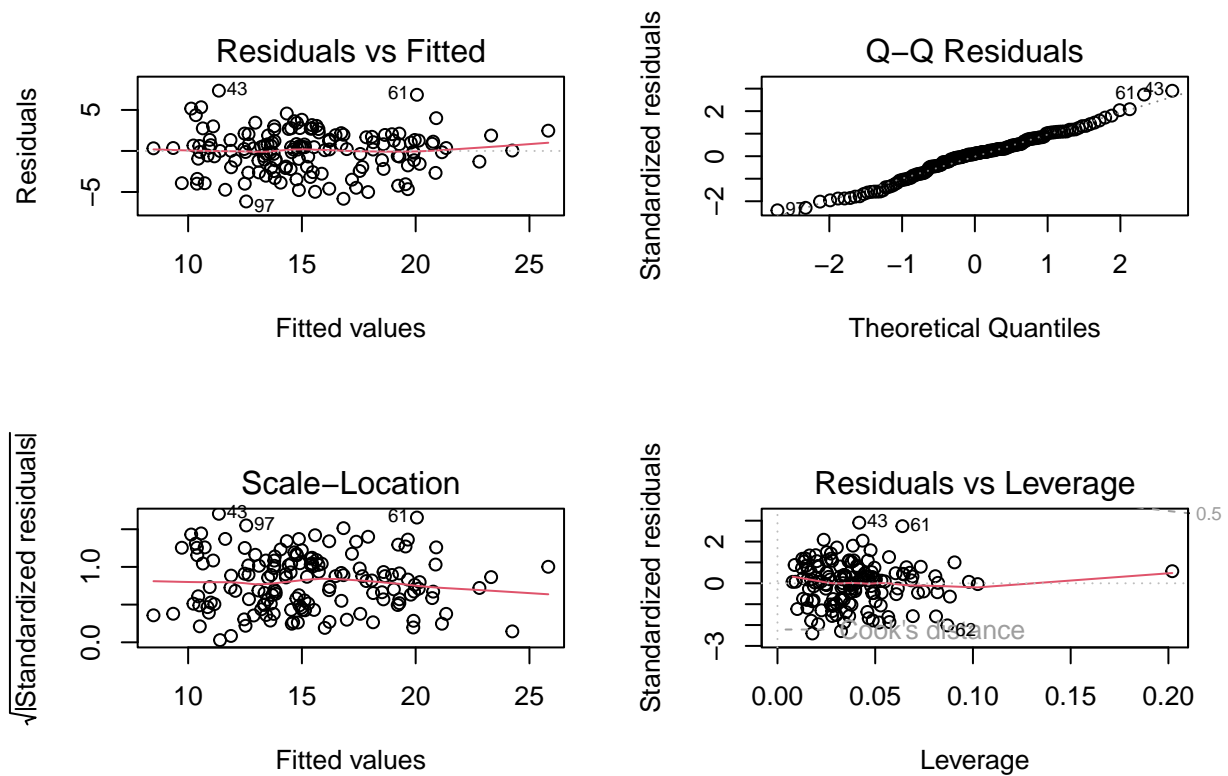 Residuals vs Fitted
Residuals
5
−5
43
61
97
10 15 20 25
Fitted values
Q−Q Residuals
Standardized residuals
2
0
−2
61
43
97
−2 −1 0 1 2
Theoretical Quantiles
Scale−Location
√|Standardized residuals|
1.0
0.0
43
97
61
10 15 20 25
Fitted values
Residuals vs Leverage
Standardized residuals
2
0
−3
43
61
0.5
Cook's distance
62
0.00 0.05 0.10 0.15 0.20
Leverage